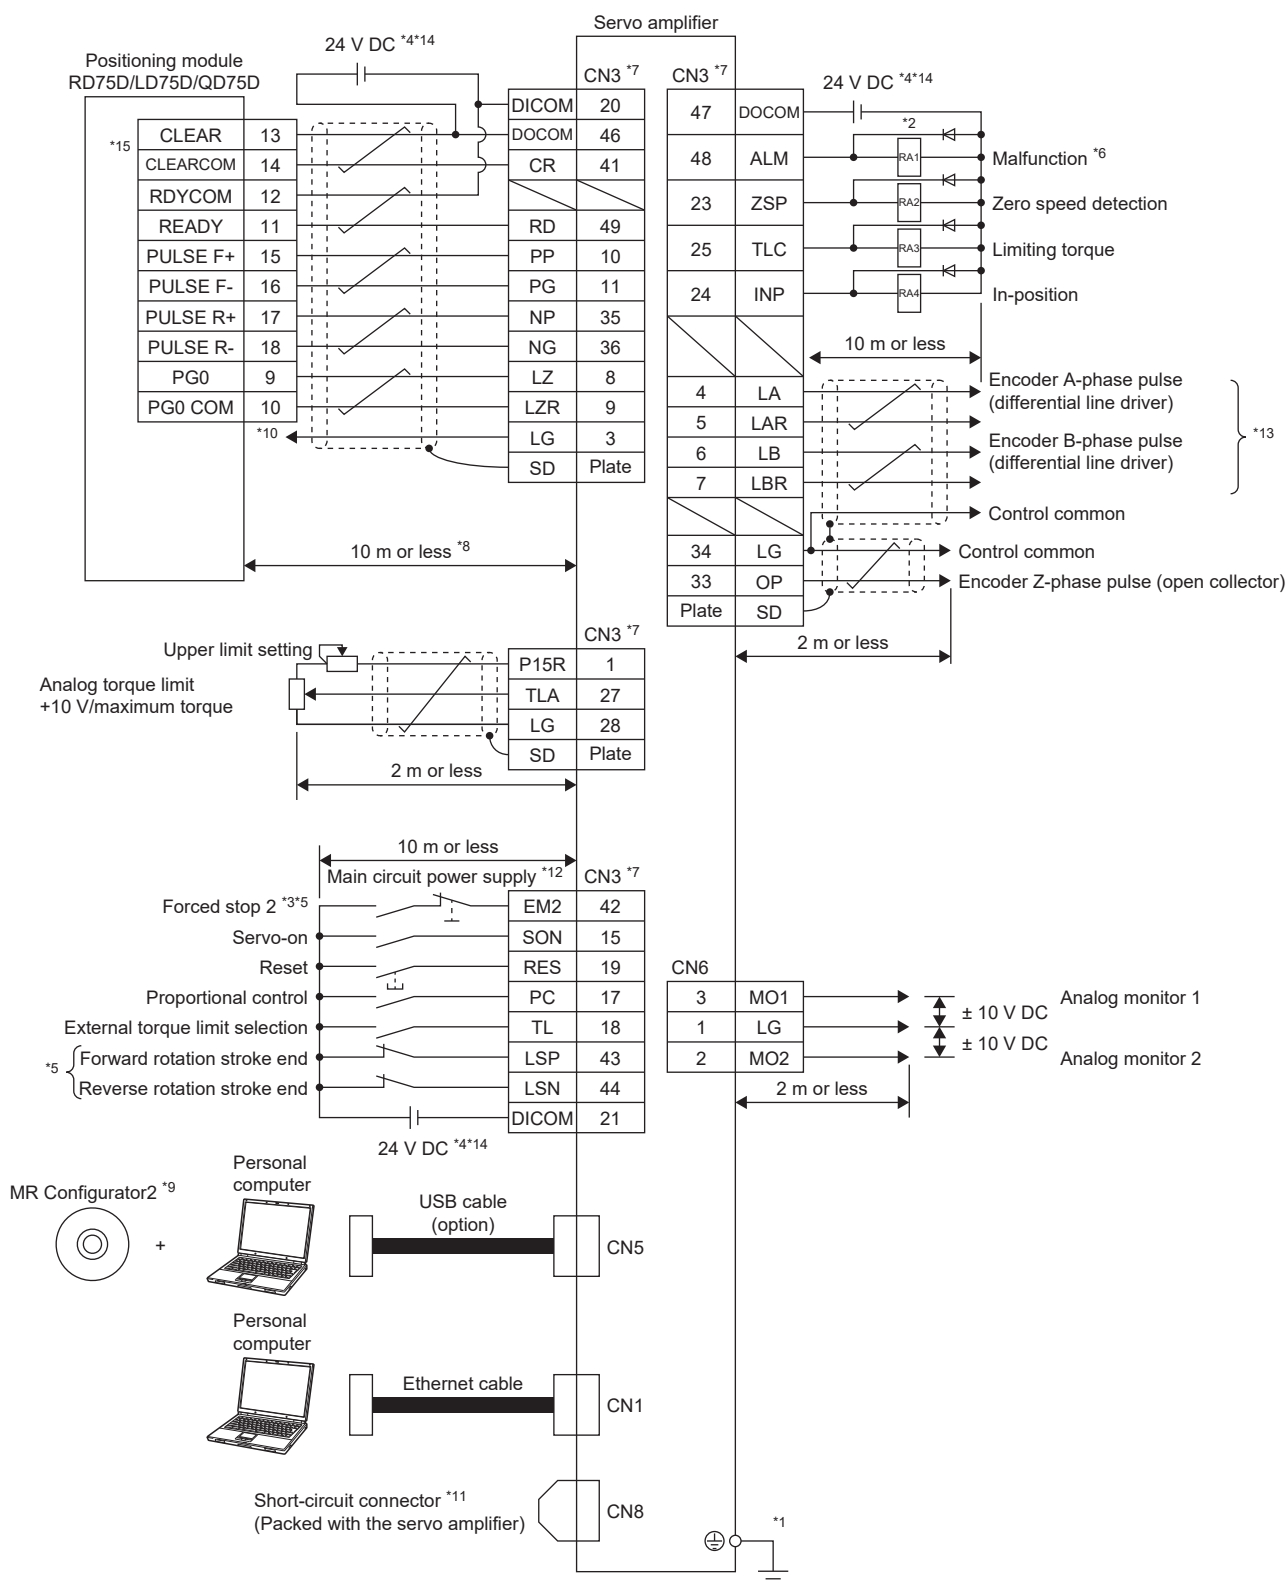 Servo amplifier
24 V DC *4*14
Positioning module
RD75D/LD75D/QD75D
CN3 *7
DICOM 20
*15
CLEAR 13 DOCOM 46
CLEARCOM 14 CR 41
RDYCOM 12
READY 11 RD 49
PULSE F+ 15 PP 10
PULSE F- 16 PG 11
PULSE R+ 17 NP 35
PULSE R- 18 NG 36
PG0 9 LZ 8
PG0 COM 10 LZR 9
*10 LG 3
SD Plate
10 m or less *8
CN3 *7
24 V DC *4*14
47 DOCOM
*2
48 ALM RA1 Malfunction *6
23 ZSP RA2 Zero speed detection
25 TLC RA3 Limiting torque
24 INP RA4 In-position
10 m or less
4 LA Encoder A-phase pulse
(differential line driver)
5 LAR
*13
6 LB Encoder B-phase pulse
(differential line driver)
7 LBR
Control common
34 LG Control common
33 OP Encoder Z-phase pulse (open collector)
Plate SD
2 m or less
CN3 *7
Upper limit setting
P15R 1
Analog torque limit
+10 V/maximum torque
TLA 27
LG 28
SD Plate
2 m or less
10 m or less
Main circuit power supply *12
CN3 *7
Forced stop 2 *3*5 EM2 42
Servo-on SON 15
Reset RES 19
Proportional control PC 17
External torque limit selection TL 18
*5
Forward rotation stroke end LSP 43
Reverse rotation stroke end LSN 44
DICOM 21
24 V DC *4*14
CN6
3 MO1 Analog monitor 1
± 10 V DC
1 LG
± 10 V DC
2 MO2 Analog monitor 2
2 m or less
MR Configurator2 *9
+
Personal
computer
USB cable
(option)
CN5
Personal
computer
Ethernet cable
CN1
Short-circuit connector *11
(Packed with the servo amplifier)
CN8
*1